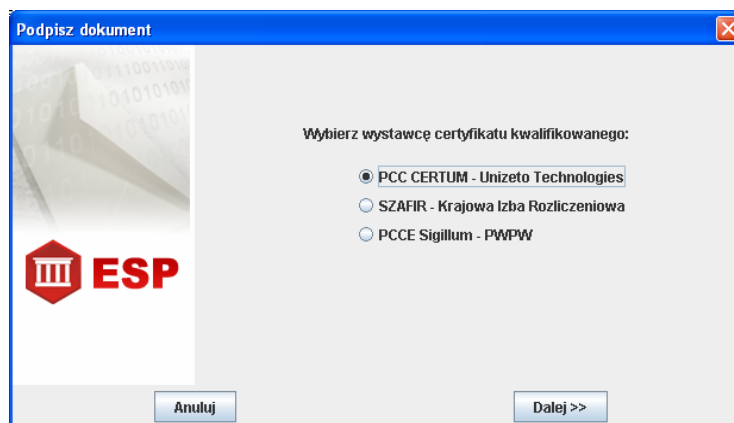 Podpisz dokument
Wybierz wystawcę certyfikatu kwalifikowanego:
PCC CERTUM - Unizeto Technologies
SZAFIR - Krajowa Izba Rozliczeniowa
PCCE Sigillum - PWPW
ESP
Anuluj
Dalej >>